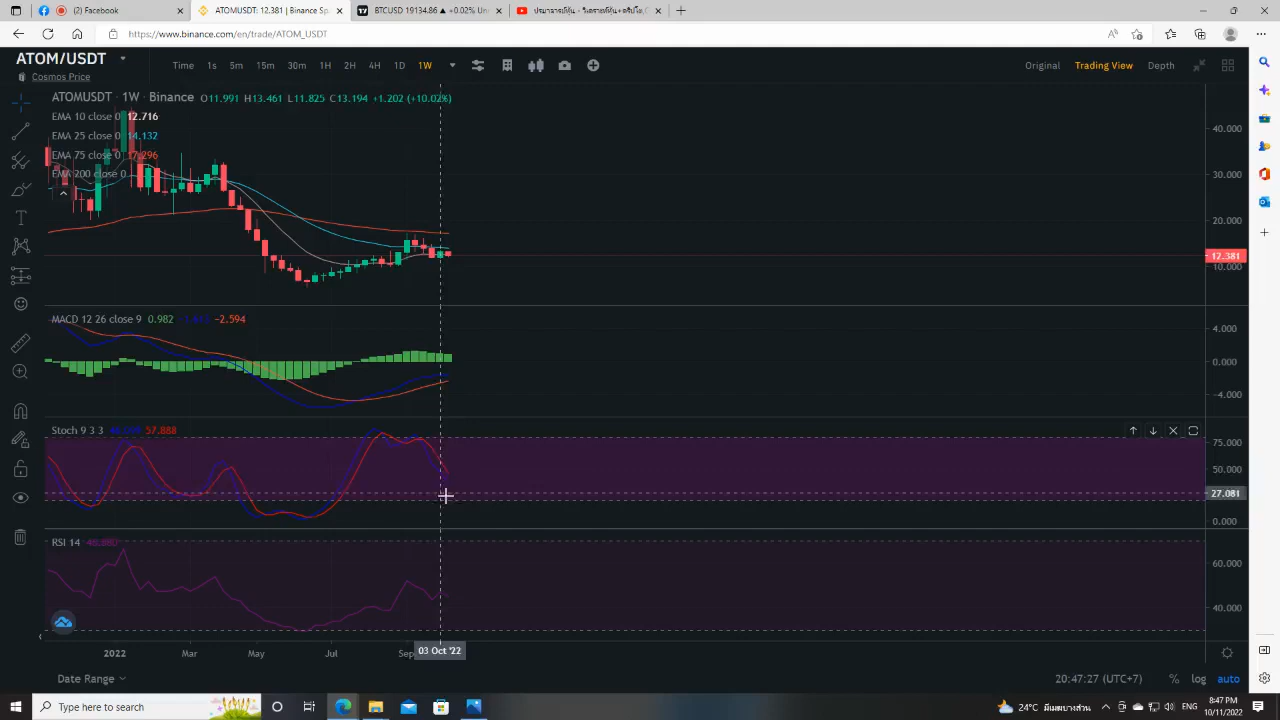 (2) Facebook
ATOMUSDT: 12.381 | Binance Sp
BTCUSD 19134.86 ▲ +0.02% Un
https://www.binance.com/en/trade/ATOM_USDT
ATOM/USDT
Cosmos Price
Time 1s 5m 15m 30m 1H 2H 4H 1D 1W
Original Trading View Depth
ATOMUSDT · 1W · Binance O11.991 H13.461 L11.825 C13.194 +1.202 (+10.02%)
EMA 10 close 0 12.716
EMA 25 close 0 14.132
EMA 75 close 0 17.296
EMA 200 close 0
40.000
30.000
20.000
12.381
10.000
MACD 12 26 close 9 0.982 −2.594
4.000
0.000
−4.000
Stoch 9 3 3 57.888
75.000
50.000
27.081
0.000
RSI 14
60.000
40.000
2022 Mar May Jul Sep 03 Oct '22
Date Range
20:47:27 (UTC+7) % log auto
Type here to search
24°C
8:47 PM
10/11/2022